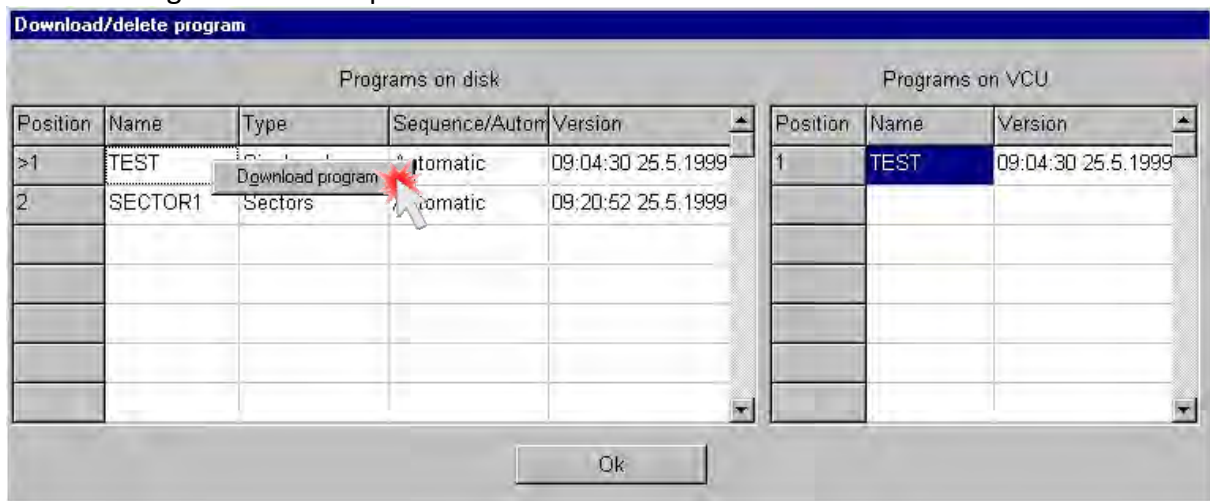 Download/delete program
Programs on disk
Programs on VCU
Position Name Type Sequence/Autom Version
Position Name Version
>1 TEST Automatic 09:04:30 25.5.1999
1 TEST 09:04:30 25.5.1999
Download program
2 SECTOR1 Sectors Automatic 09:20:52 25.5.1999
Ok